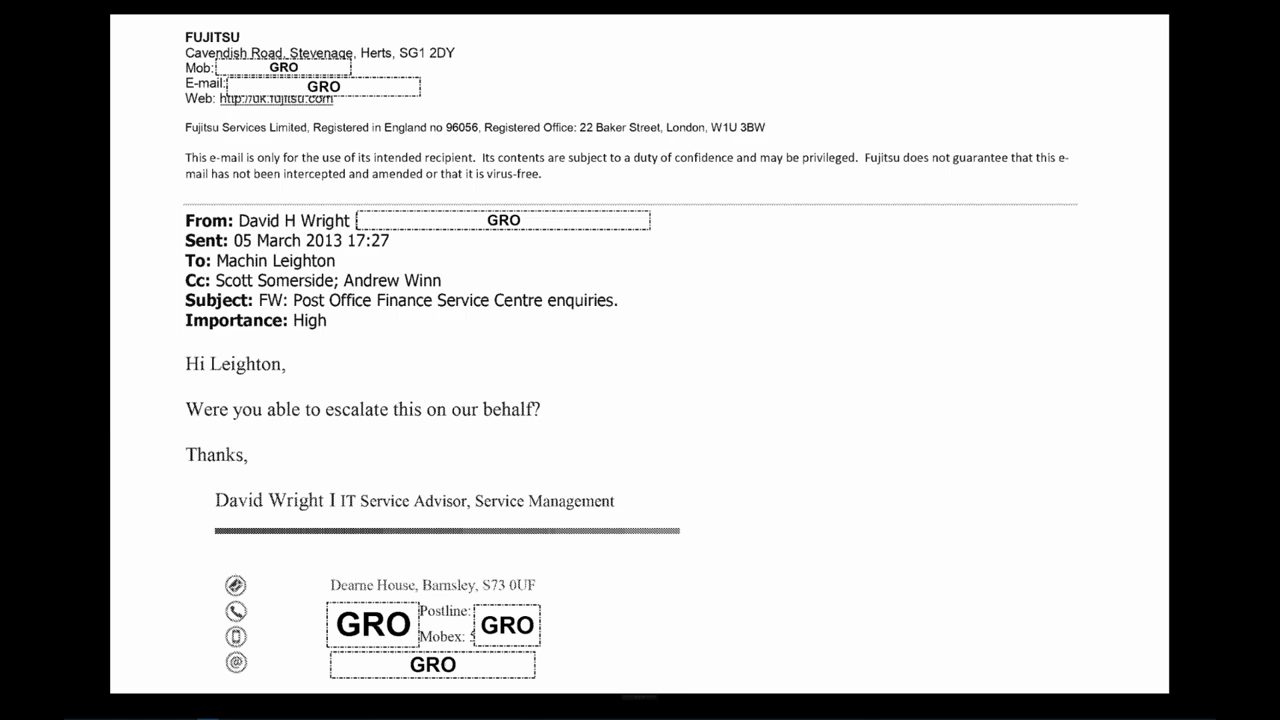 FUJITSU
Cavendish Road, Stevenage, Herts, SG1 2DY
Mob: GRO
E-mail: GRO
Web: http://uk.fujitsu.com
Fujitsu Services Limited, Registered in England no 96056, Registered Office: 22 Baker Street, London, W1U 3BW
This e-mail is only for the use of its intended recipient. Its contents are subject to a duty of confidence and may be privileged. Fujitsu does not guarantee that this e-
mail has not been intercepted and amended or that it is virus-free.
From: David H Wright GRO
Sent: 05 March 2013 17:27
To: Machin Leighton
Cc: Scott Somerside; Andrew Winn
Subject: FW: Post Office Finance Service Centre enquiries.
Importance: High
Hi Leighton,
Were you able to escalate this on our behalf?
Thanks,
David Wright I IT Service Advisor, Service Management
Dearne House, Barnsley, S73 0UF
GRO Postline: GRO
Mobex:
GRO